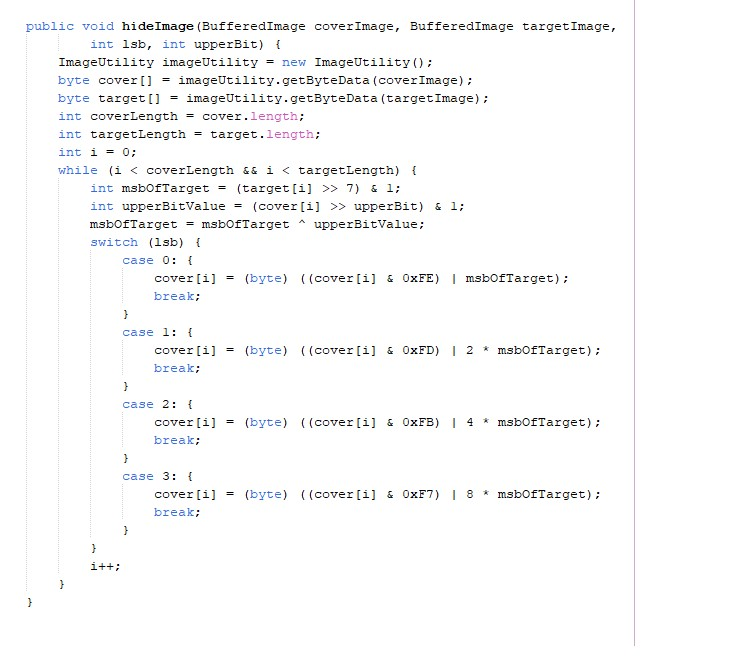 public void hideImage(BufferedImage coverImage, BufferedImage targetImage,
        int lsb, int upperBit) {
    ImageUtility imageUtility = new ImageUtility();
    byte cover[] = imageUtility.getByteData(coverImage);
    byte target[] = imageUtility.getByteData(targetImage);
    int coverLength = cover.length;
    int targetLength = target.length;
    int i = 0;
    while (i < coverLength && i < targetLength) {
        int msbOfTarget = (target[i] >> 7) & 1;
        int upperBitValue = (cover[i] >> upperBit) & 1;
        msbOfTarget = msbOfTarget ^ upperBitValue;
        switch (lsb) {
            case 0: {
                cover[i] = (byte) ((cover[i] & 0xFE) | msbOfTarget);
                break;
            }
            case 1: {
                cover[i] = (byte) ((cover[i] & 0xFD) | 2 * msbOfTarget);
                break;
            }
            case 2: {
                cover[i] = (byte) ((cover[i] & 0xFB) | 4 * msbOfTarget);
                break;
            }
            case 3: {
                cover[i] = (byte) ((cover[i] & 0xF7) | 8 * msbOfTarget);
                break;
            }
        }
        i++;
    }
}